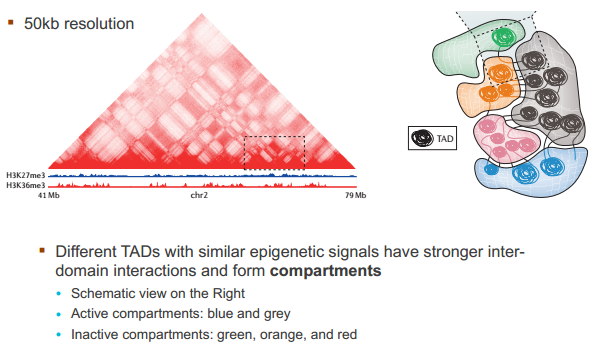 ▪ 50kb resolution
TAD
H3K27me3
H3K36me3
41 Mb chr2 79 Mb
▪ Different TADs with similar epigenetic signals have stronger inter-
domain interactions and form compartments
• Schematic view on the Right
• Active compartments: blue and grey
• Inactive compartments: green, orange, and red